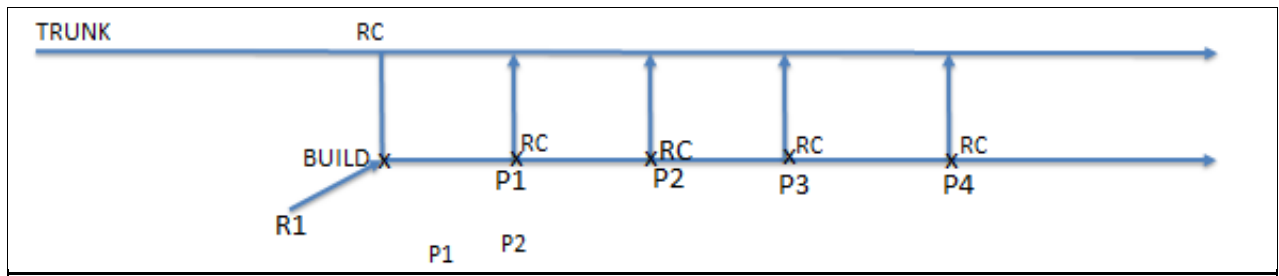 TRUNK RC
BUILD X X RC X RC X RC X RC
P1 P2 P3 P4
R1
P1 P2